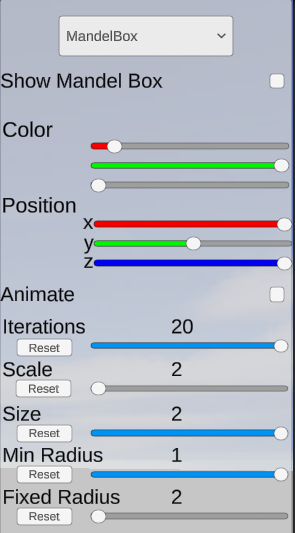 MandelBox
Show Mandel Box
Color
Position
x
y
z
Animate
Iterations 20
Reset
Scale 2
Reset
Size 2
Reset
Min Radius 1
Reset
Fixed Radius 2
Reset